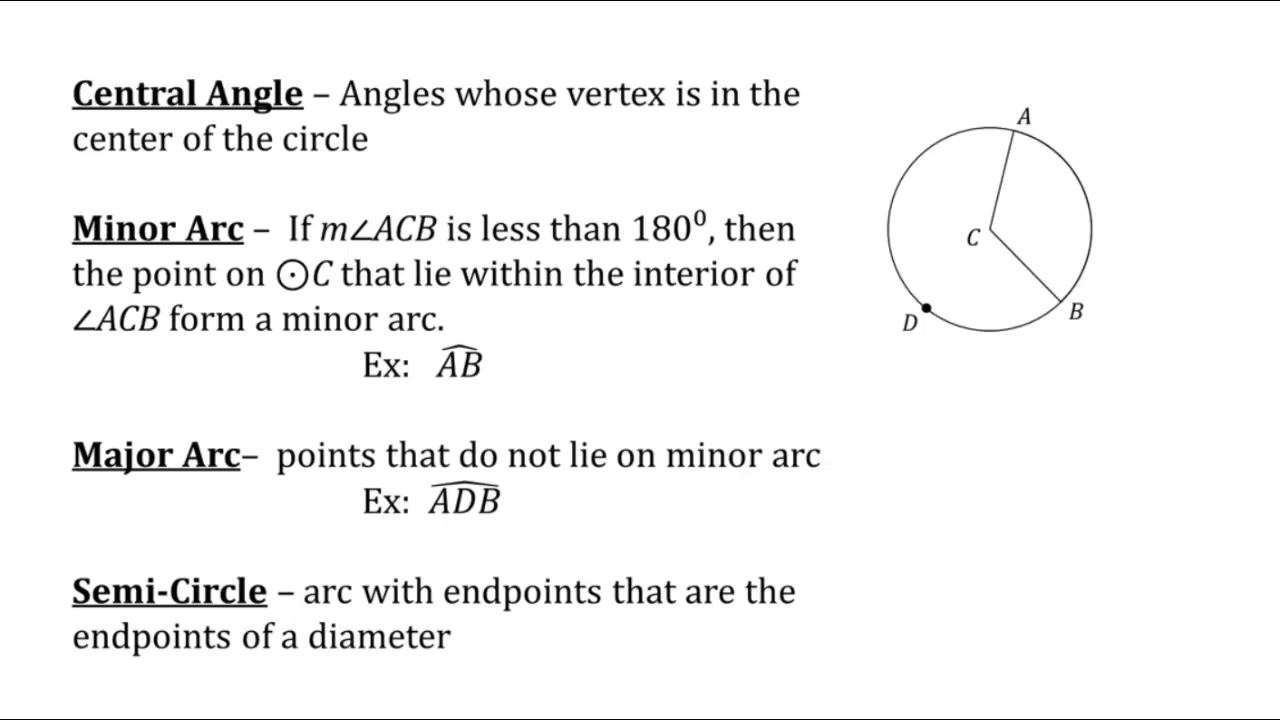 Central Angle – Angles whose vertex is in the
center of the circle
Minor Arc – If m∠ACB is less than 180⁰, then
the point on ⊙C that lie within the interior of
∠ACB form a minor arc.
Ex: A͡B
Major Arc– points that do not lie on minor arc
Ex: A͡DB
Semi-Circle – arc with endpoints that are the
endpoints of a diameter
A
C
B
D